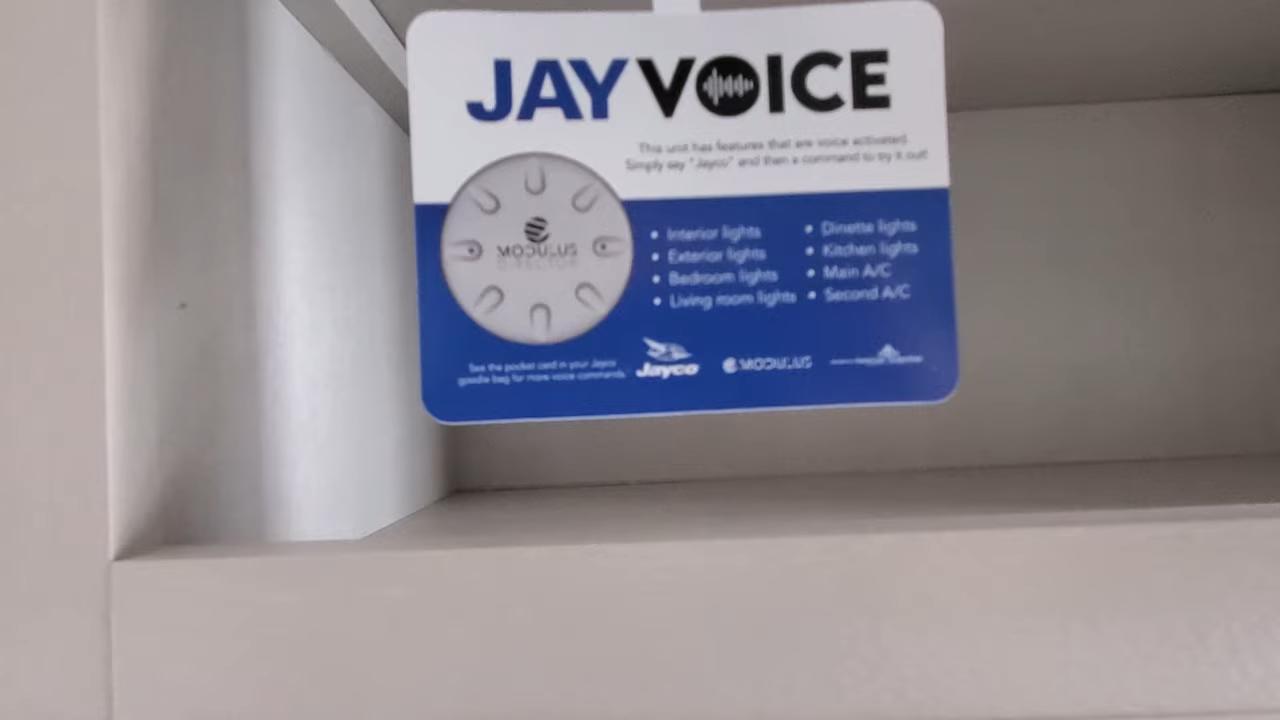 JAYVOICE
This unit has features that are voice activated.
Simply say "Jayco" and then a command to try it out!
MODULUS
DIRECTOR
• Interior lights
• Exterior lights
• Bedroom lights
• Living room lights
• Dinette lights
• Kitchen lights
• Main A/C
• Second A/C
See the pocket card in your Jayco
goodie bag for more voice commands.
Jayco
MODULUS